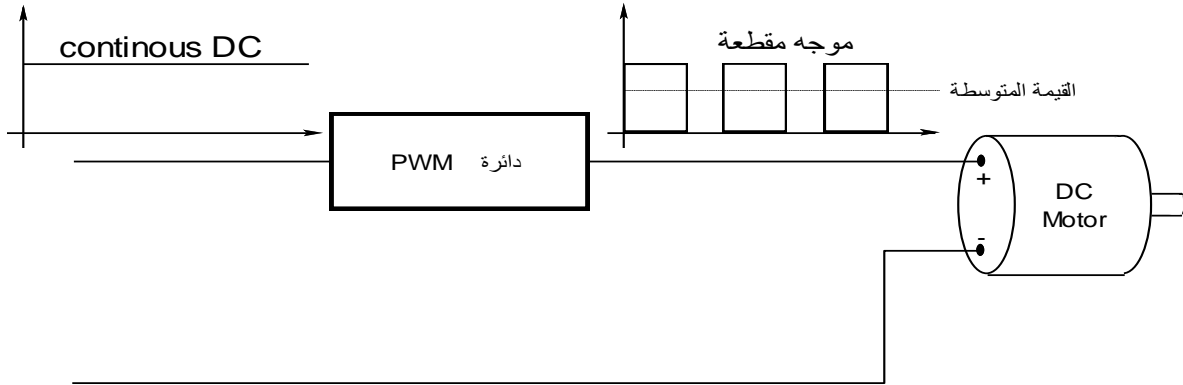 continous DC
موجه مقطعة
القيمة المتوسطة
دائرة PWM
+
-
DC
Motor